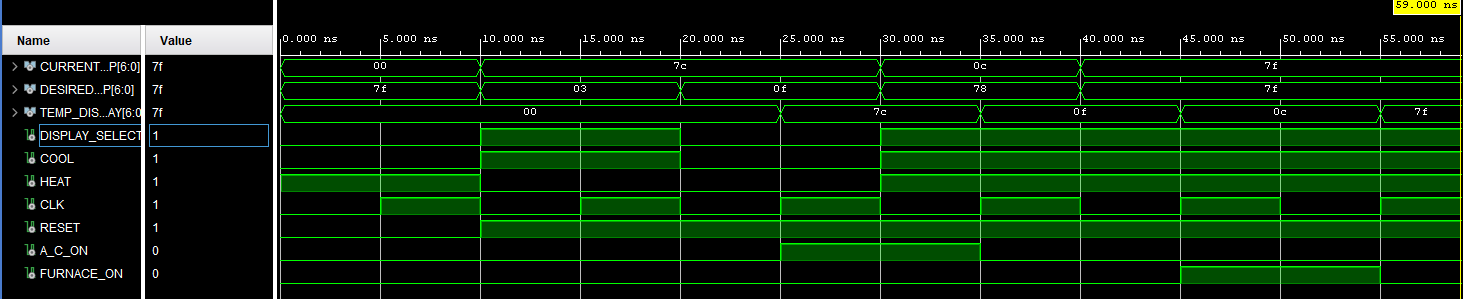 59.000 ns
Name Value 0.000 ns 5.000 ns 10.000 ns 15.000 ns 20.000 ns 25.000 ns 30.000 ns 35.000 ns 40.000 ns 45.000 ns 50.000 ns 55.000 ns
CURRENT...P[6:0] 7f 00 7c 0c 7f
DESIRED...P[6:0] 7f 7f 03 0f 78 7f
TEMP_DIS...AY[6:0 7f 00 7c 0f 0c 7f
DISPLAY_SELECT 1
COOL 1
HEAT 1
CLK 1
RESET 1
A_C_ON 0
FURNACE_ON 0